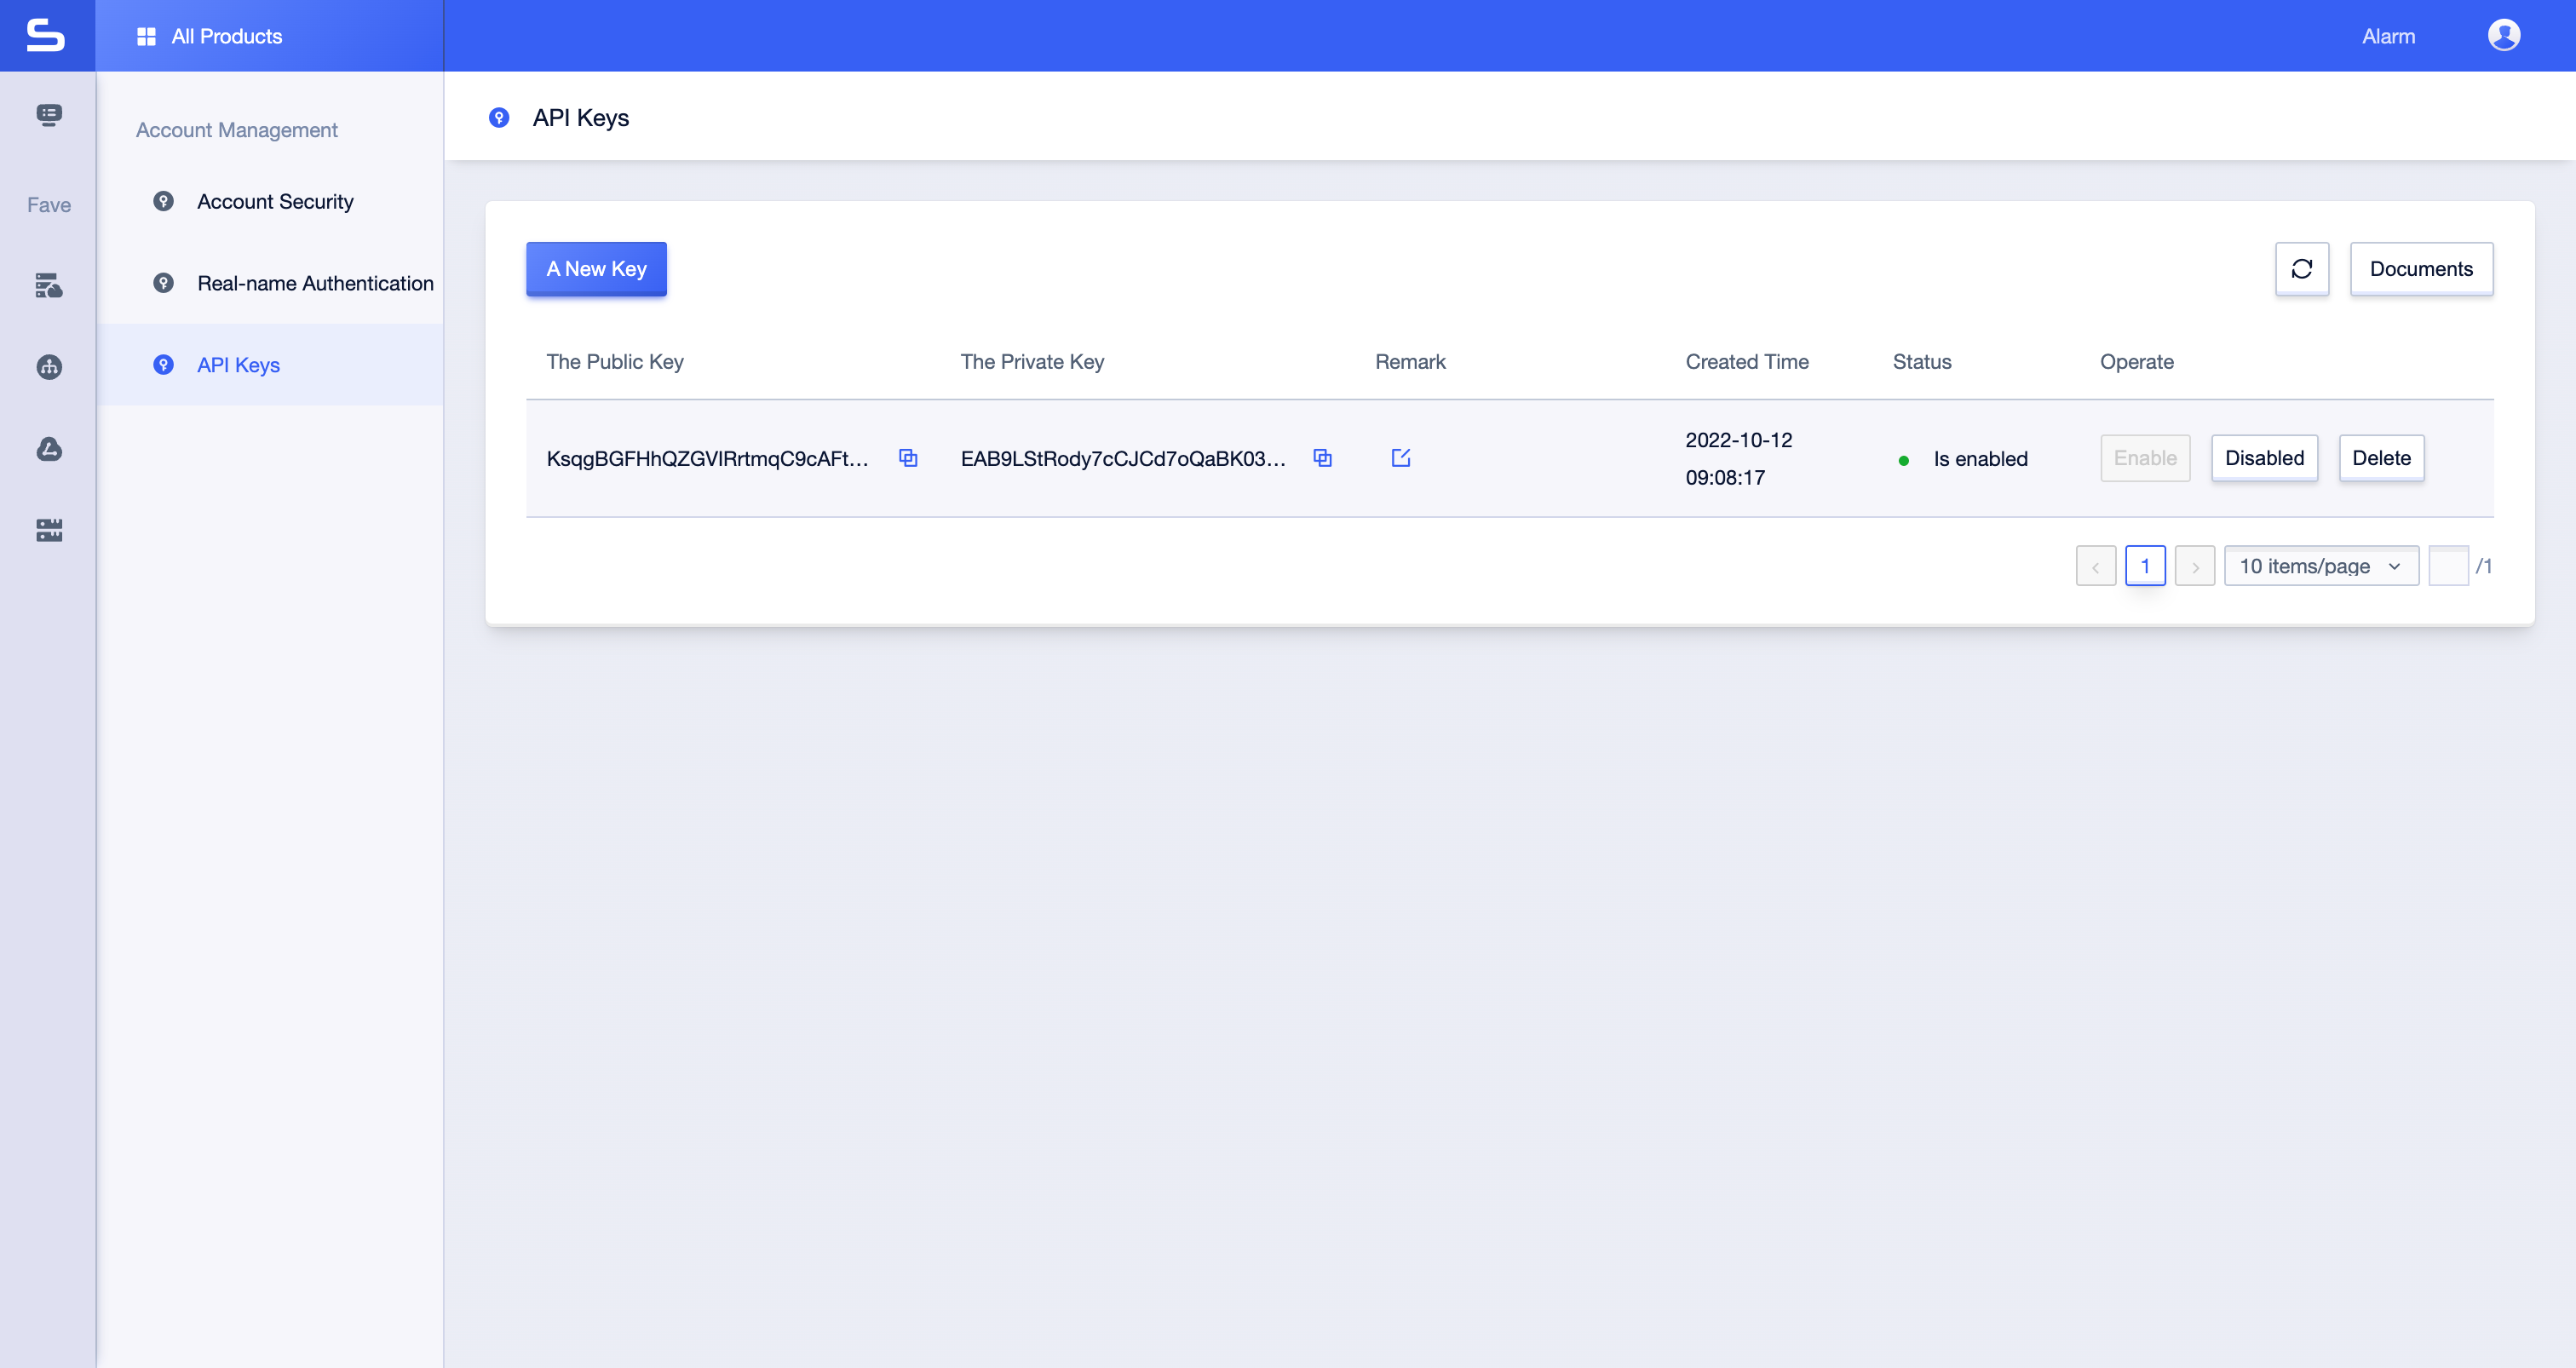 All Products
Alarm
Account Management
Fave
Account Security
Real-name Authentication
API Keys
API Keys
A New Key
Documents
The Public Key The Private Key Remark Created Time Status Operate
KsqgBGFHhQZGVIRrtmqC9cAFt... EAB9LStRody7cCJCd7oQaBK03... 2022-10-12 09:08:17 Is enabled Enable Disabled Delete
1 10 items/page /1